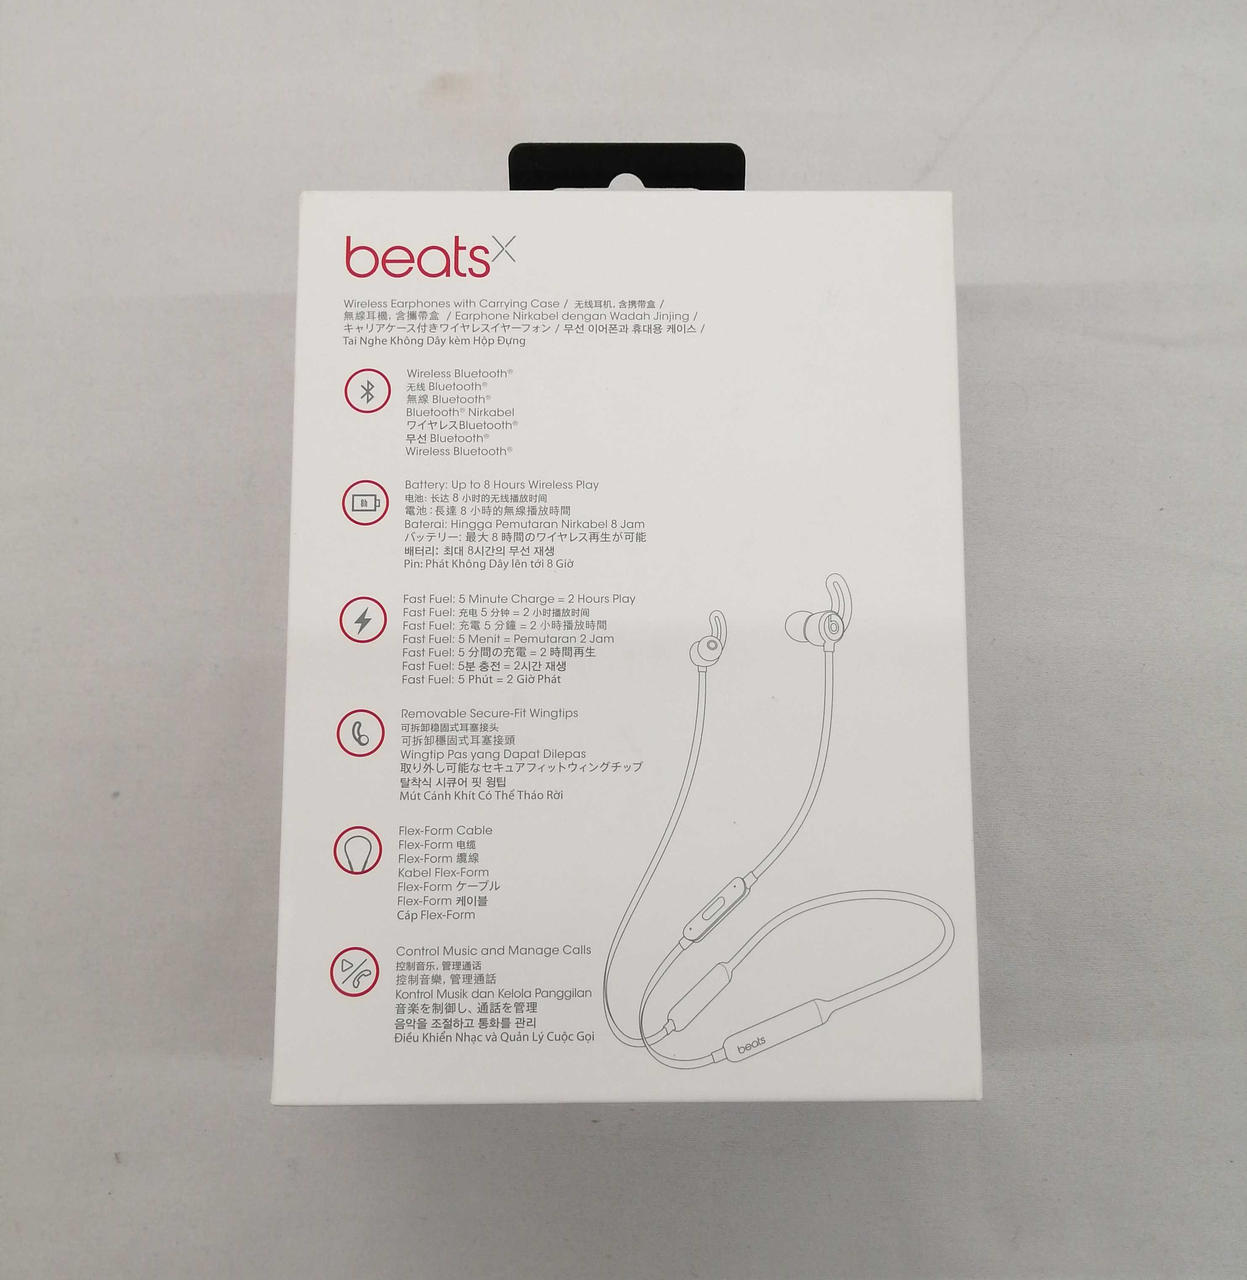 beatsX
Wireless Earphones with Carrying Case / 无线耳机, 含携带盒 /
無線耳機, 含攜帶盒 / Earphone Nirkabel dengan Wadah Jinjing /
キャリアケース付きワイヤレスイヤーフォン / 무선 이어폰과 휴대용 케이스 /
Tai Nghe Không Dây kèm Hộp Đựng
Wireless Bluetooth®
无线 Bluetooth®
無線 Bluetooth®
Bluetooth® Nirkabel
ワイヤレスBluetooth®
무선 Bluetooth®
Wireless Bluetooth®
Battery: Up to 8 Hours Wireless Play
电池: 长达 8 小时的无线播放时间
電池：長達 8 小時的無線播放時間
Baterai: Hingga Pemutaran Nirkabel 8 Jam
バッテリー: 最大 8 時間のワイヤレス再生が可能
배터리: 최대 8시간의 무선 재생
Pin: Phát Không Dây lên tới 8 Giờ
8h
Fast Fuel: 5 Minute Charge = 2 Hours Play
Fast Fuel: 充电 5 分钟 = 2 小时播放时间
Fast Fuel: 充電 5 分鐘 = 2 小時播放時間
Fast Fuel: 5 Menit = Pemutaran 2 Jam
Fast Fuel: 5 分間の充電 = 2 時間再生
Fast Fuel: 5분 충전 = 2시간 재생
Fast Fuel: 5 Phút = 2 Giờ Phát
Removable Secure-Fit Wingtips
可拆卸稳固式耳塞接头
可拆卸穩固式耳塞接頭
Wingtip Pas yang Dapat Dilepas
取り外し可能なセキュアフィットウィングチップ
탈착식 시큐어 핏 윙팁
Mút Cánh Khít Có Thể Tháo Rời
Flex-Form Cable
Flex-Form 电缆
Flex-Form 纜線
Kabel Flex-Form
Flex-Form ケーブル
Flex-Form 케이블
Cáp Flex-Form
Control Music and Manage Calls
控制音乐, 管理通话
控制音樂, 管理通話
Kontrol Musik dan Kelola Panggilan
音楽を制御し、通話を管理
음악을 조절하고 통화를 관리
Điều Khiển Nhạc và Quản Lý Cuộc Gọi
b
beats